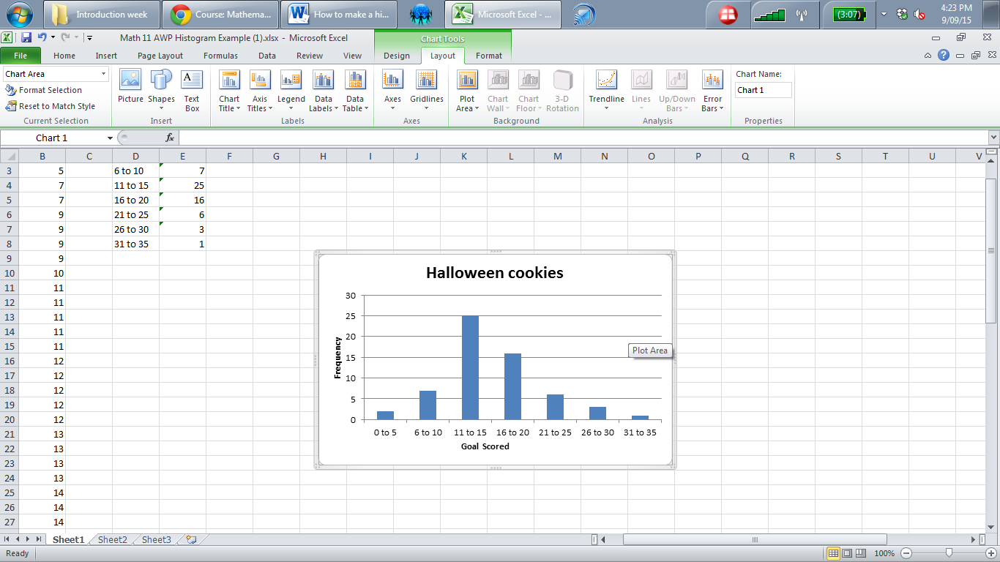 Introduction week
Course: Mathema...
How to make a hi...
Microsoft Excel - ...
(3:07)
4:23 PM
9/09/15
Math 11 AWP Histogram Example (1).xlsx - Microsoft Excel
Chart Tools
File Home Insert Page Layout Formulas Data Review View Design Layout Format
Chart Area
Format Selection
Reset to Match Style
Current Selection
Picture Shapes Text Box
Insert
Chart Title Axis Titles Legend Data Labels Data Table
Labels
Axes Gridlines
Axes
Plot Area Chart Wall Chart Floor 3-D Rotation
Background
Trendline Lines Up/Down Bars Error Bars
Analysis
Chart Name:
Chart 1
Properties
Chart 1 fx
B C D E F G H I J K L M N O P Q R S T U V
3 5 6 to 10 7
4 7 11 to 15 25
5 7 16 to 20 16
6 9 21 to 25 6
7 9 26 to 30 3
8 9 31 to 35 1
9 9
10 10
11 11
12 11
13 11
14 11
15 11
16 12
17 12
18 12
19 12
20 12
21 13
22 13
23 13
24 13
25 14
26 14
27 14
Halloween cookies
30
25
20
15
10
5
0
Frequency
Plot Area
0 to 5 6 to 10 11 to 15 16 to 20 21 to 25 26 to 30 31 to 35
Goal Scored
Sheet1 Sheet2 Sheet3
Ready
100%